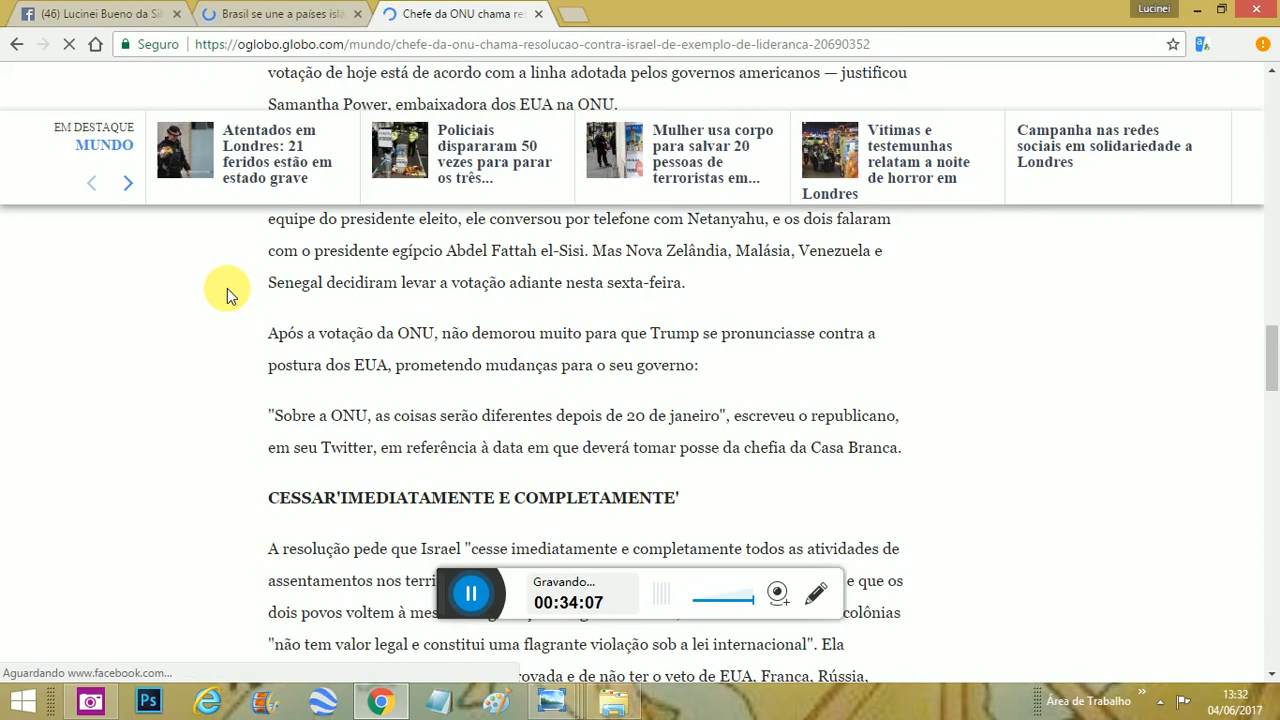 (46) Lucinei Bueno da Sil
Brasil se une a países islâ
Chefe da ONU chama res
Lucinei
Seguro
https://oglobo.globo.com/mundo/chefe-da-onu-chama-resolucao-contra-israel-de-exemplo-de-lideranca-20690352
votação de hoje está de acordo com a linha adotada pelos governos americanos — justificou
Samantha Power, embaixadora dos EUA na ONU.
EM DESTAQUE
MUNDO
Atentados em
Londres: 21
feridos estão em
estado grave
Policiais
dispararam 50
vezes para parar
os três...
Mulher usa corpo
para salvar 20
pessoas de
terroristas em...
Vítimas e
testemunhas
relatam a noite
de horror em
Londres
Campanha nas redes
sociais em solidariedade a
Londres
equipe do presidente eleito, ele conversou por telefone com Netanyahu, e os dois falaram
com o presidente egípcio Abdel Fattah el-Sisi. Mas Nova Zelândia, Malásia, Venezuela e
Senegal decidiram levar a votação adiante nesta sexta-feira.
Após a votação da ONU, não demorou muito para que Trump se pronunciasse contra a
postura dos EUA, prometendo mudanças para o seu governo:
"Sobre a ONU, as coisas serão diferentes depois de 20 de janeiro", escreveu o republicano,
em seu Twitter, em referência à data em que deverá tomar posse da chefia da Casa Branca.
CESSAR'IMEDIATAMENTE E COMPLETAMENTE'
A resolução pede que Israel "cesse imediatamente e completamente todos as atividades de
assentamentos nos terri
e que os
dois povos voltem à me
colônias
"não tem valor legal e constitui uma flagrante violação sob a lei internacional". Ela
ovada e de não ter o veto de EUA, França, Rússia,
Gravando...
00:34:07
Aguardando www.facebook.com...
Ps
Área de Trabalho
13:32
04/06/2017